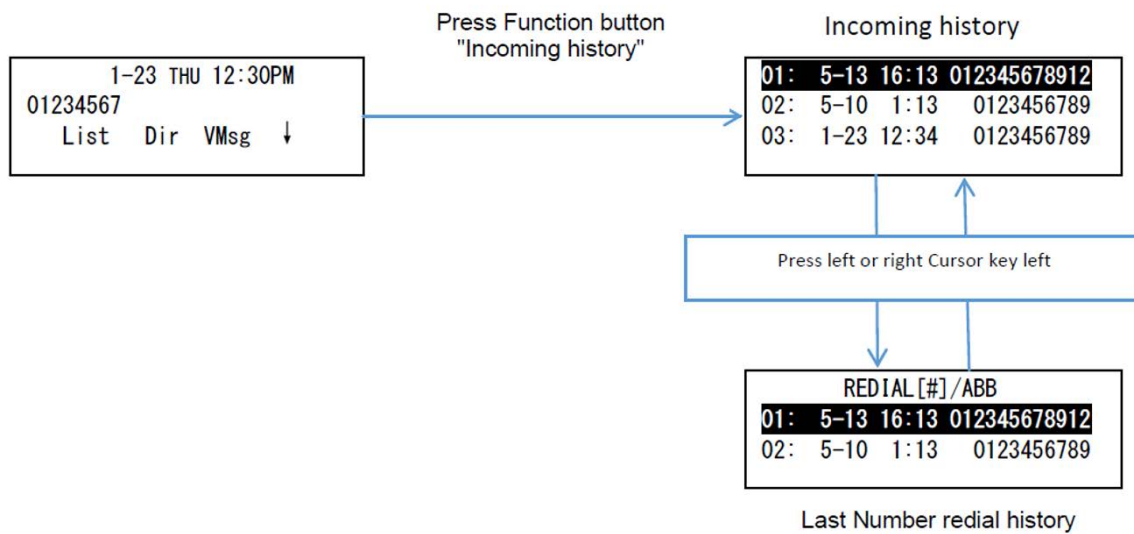 Press Function button
"Incoming history"
Incoming history
1-23 THU 12:30PM
01234567
List Dir VMsg ↓
01: 5-13 16:13 012345678912
02: 5-10 1:13 0123456789
03: 1-23 12:34 0123456789
Press left or right Cursor key left
REDIAL[#]/ABB
01: 5-13 16:13 012345678912
02: 5-10 1:13 0123456789
Last Number redial history